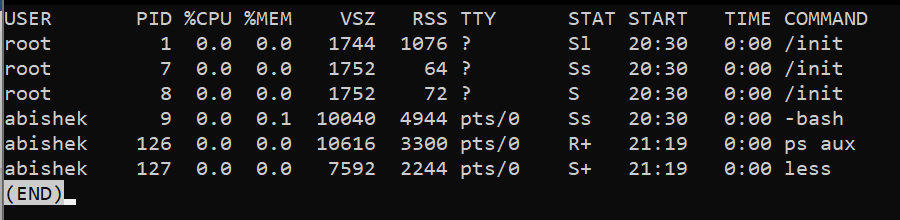 USER       PID %CPU %MEM    VSZ   RSS TTY      STAT START   TIME COMMAND
root         1  0.0  0.0   1744  1076 ?        Sl   20:30   0:00 /init
root         7  0.0  0.0   1752    64 ?        Ss   20:30   0:00 /init
root         8  0.0  0.0   1752    72 ?        S    20:30   0:00 /init
abishek      9  0.0  0.1  10040  4944 pts/0    Ss   20:30   0:00 -bash
abishek    126  0.0  0.0  10616  3300 pts/0    R+   21:19   0:00 ps aux
abishek    127  0.0  0.0   7592  2244 pts/0    S+   21:19   0:00 less
(END)